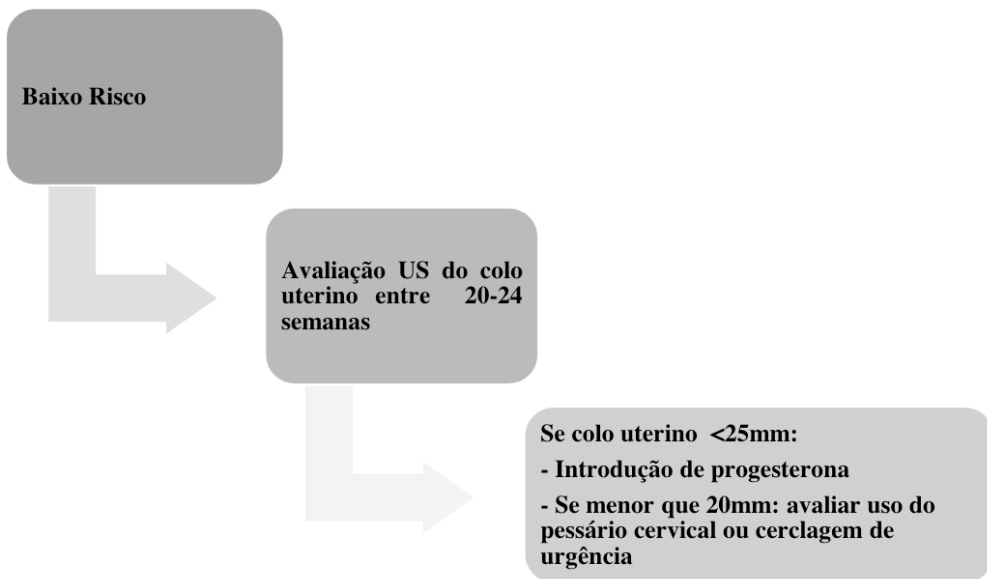 Baixo Risco
Avaliação US do colo
uterino entre 20-24
semanas
Se colo uterino <25mm:
- Introdução de progesterona
- Se menor que 20mm: avaliar uso do
pessário cervical ou cerclagem de
urgência